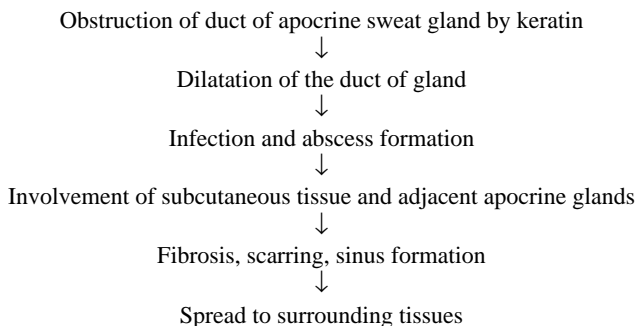 Obstruction of duct of apocrine sweat gland by keratin
↓
Dilatation of the duct of gland
↓
Infection and abscess formation
↓
Involvement of subcutaneous tissue and adjacent apocrine glands
↓
Fibrosis, scarring, sinus formation
↓
Spread to surrounding tissues